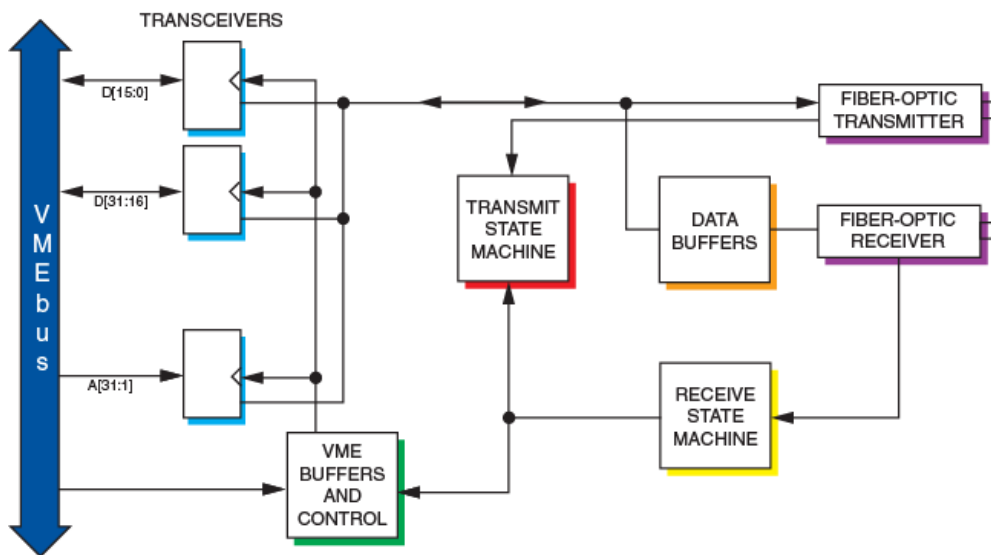 TRANSCEIVERS
D[15:0]
D[31:16]
A[31:1]
VMEbus
VME
BUFFERS
AND
CONTROL
TRANSMIT
STATE
MACHINE
DATA
BUFFERS
RECEIVE
STATE
MACHINE
FIBER-OPTIC
TRANSMITTER
FIBER-OPTIC
RECEIVER